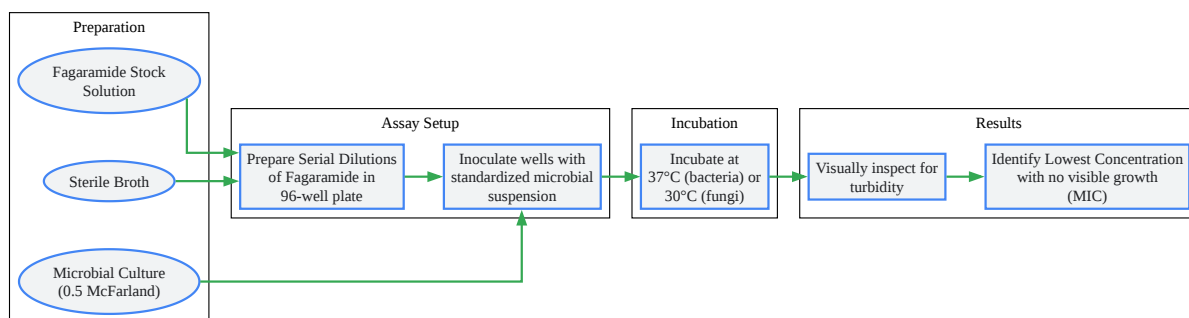 Preparation
Fagaramide Stock
Solution
Sterile Broth
Microbial Culture
(0.5 McFarland)
Assay Setup
Prepare Serial Dilutions
of Fagaramide in
96-well plate
Inoculate wells with
standardized microbial
suspension
Incubation
Incubate at
37°C (bacteria) or
30°C (fungi)
Results
Visually inspect for
turbidity
Identify Lowest Concentration
with no visible growth
(MIC)